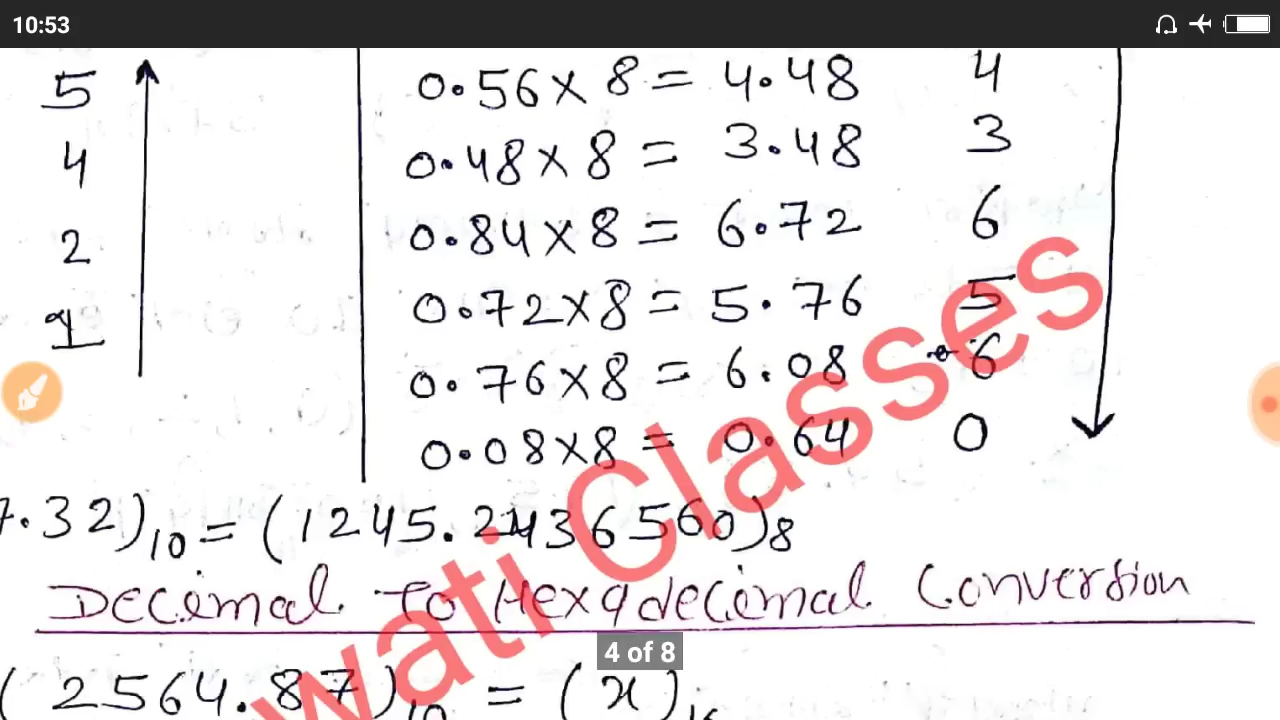 10:53
5 0.56×8 = 4.48 4
4 0.48×8 = 3.48 3
2 0.84×8 = 6.72 6
1 0.72×8 = 5.76 5
0.76×8 = 6.08 6
0.08×8 = 0.64 0
7.32)10 = (1245.2436560)8
Decimal To Hexadecimal Conversion
(2564.87)10 = (x)16
wati Classes
4 of 8